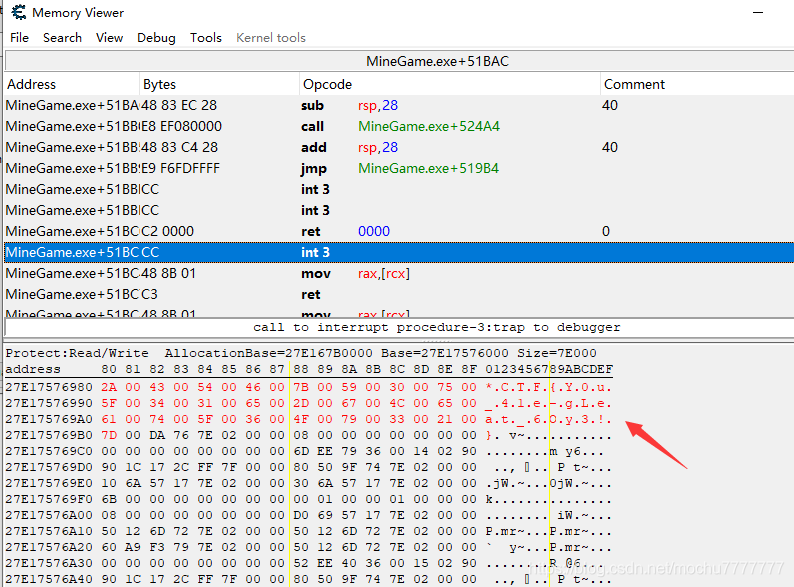 Memory Viewer
File Search View Debug Tools Kernel tools
MineGame.exe+51BAC
Address Bytes Opcode Comment
MineGame.exe+51BA 48 83 EC 28 sub rsp,28 40
MineGame.exe+51BB E8 EF080000 call MineGame.exe+524A4
MineGame.exe+51BB 48 83 C4 28 add rsp,28 40
MineGame.exe+51BB E9 F6FDFFFF jmp MineGame.exe+519B4
MineGame.exe+51BB CC int 3
MineGame.exe+51BB CC int 3
MineGame.exe+51BC C2 0000 ret 0000 0
MineGame.exe+51BC CC int 3
MineGame.exe+51BC 48 8B 01 mov rax,[rcx]
MineGame.exe+51BC C3 ret
MineGame.exe+51BC 48 8B 01 mov rax,[rcx]
call to interrupt procedure-3:trap to debugger
Protect:Read/Write AllocationBase=27E167B0000 Base=27E17576000 Size=7E000
address 80 81 82 83 84 85 86 87 88 89 8A 8B 8C 8D 8E 8F 0123456789ABCDEF
27E17576980 2A 00 43 00 54 00 46 00 7B 00 59 00 30 00 75 00 *.C.T.F.{.Y.0.u.
27E17576990 5F 00 34 00 31 00 65 00 2D 00 67 00 4C 00 65 00 _.4.1.e.-.g.L.e.
27E175769A0 61 00 74 00 5F 00 36 00 4F 00 79 00 33 00 21 00 a.t._.6.O.y.3.!.
27E175769B0 7D 00 DA 76 7E 02 00 00 08 00 00 00 00 00 00 00 }. v~...........
27E175769C0 00 00 00 00 00 00 00 00 6D EE 79 36 00 14 02 90 ........m y6...
27E175769D0 90 1C 17 2C FF 7F 00 00 80 50 9F 74 7E 02 00 00
27E175769E0 10 6A 57 17 7E 02 00 00 30 6A 57 17 7E 02 00 00 .jW.~...0jW.~...
27E175769F0 6B 00 00 00 00 00 00 00 00 01 00 00 01 00 00 00 k...............
27E17576A00 08 00 00 00 00 00 00 00 D0 69 57 17 7E 02 00 00 ........ iW.~...
27E17576A10 50 12 6D 72 7E 02 00 00 50 12 6D 72 7E 02 00 00 P.mr~...P.mr~...
27E17576A20 60 A9 F3 79 7E 02 00 00 50 12 6D 72 7E 02 00 00 ` y~...P.mr~...
27E17576A30 00 00 00 00 00 00 00 00 52 EE 40 36 00 15 02 90
27E17576A40 90 1C 17 2C FF 7F 00 00 80 50 9F 74 7E 02 00 00
https://blog.csdn.net/mochu7777777